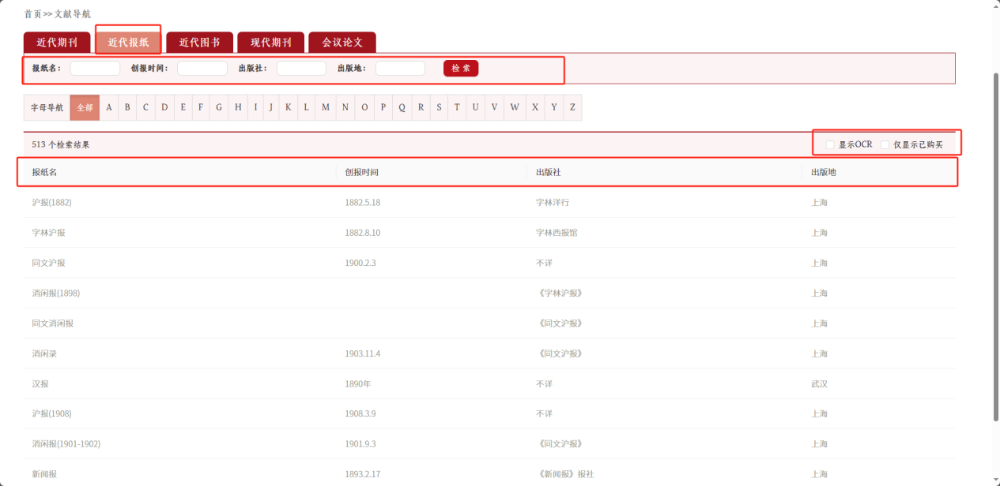 首页>>文献导航
近代期刊 近代报纸 近代图书 现代期刊 会议论文
报纸名： 创报时间： 出版社： 出版地： 检 索
字母导航 全部 A B C D E F G H I J K L M N O P Q R S T U V W X Y Z
513 个检索结果 显示OCR 仅显示已购买
报纸名 创报时间 出版社 出版地
沪报(1882) 1882.5.18 字林洋行 上海
字林沪报 1882.8.10 字林西报馆 上海
同文沪报 1900.2.3 不详 上海
消闲报(1898) 《字林沪报》 上海
同文消闲报 《同文沪报》 上海
消闲录 1903.11.4 《同文沪报》 上海
汉报 1890年 不详 武汉
沪报(1908) 1908.3.9 不详 上海
消闲报(1901-1902) 1901.9.3 《同文沪报》 上海
新闻报 1893.2.17 《新闻报》报社 上海